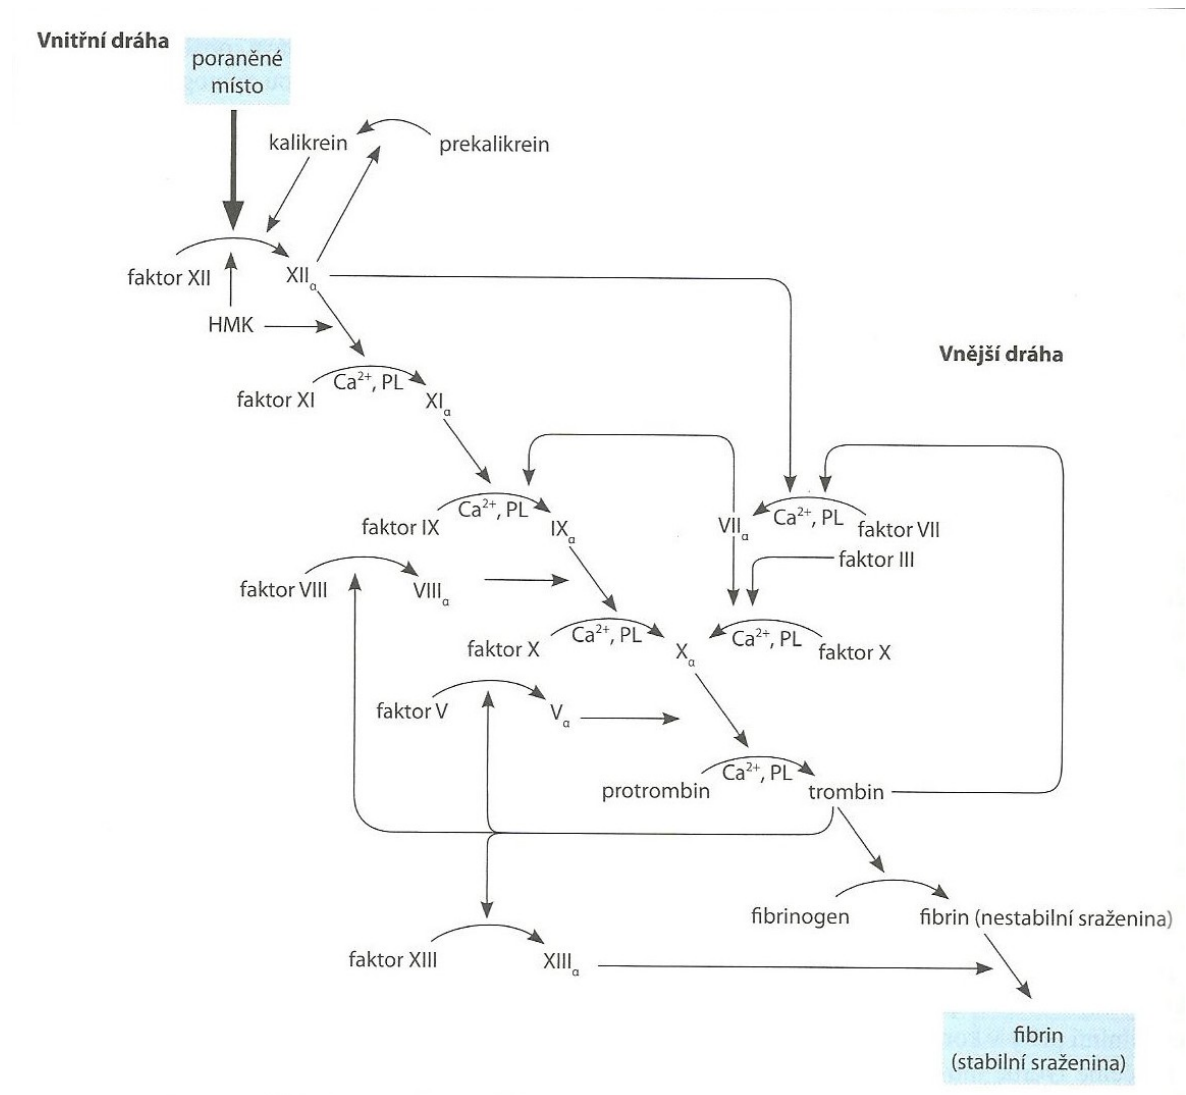 Vnitřní dráha
poraněné
místo
kalikrein
prekalikrein
faktor XII
XIIα
HMK
Vnější dráha
Ca²⁺, PL
faktor XI
XIα
Ca²⁺, PL
faktor IX
IXα
VIIα
Ca²⁺, PL
faktor VII
faktor III
faktor VIII
VIIIα
Ca²⁺, PL
faktor X
Xα
Ca²⁺, PL
faktor X
faktor V
Vα
Ca²⁺, PL
protrombin
trombin
fibrinogen
fibrin (nestabilní sraženina)
faktor XIII
XIIIα
fibrin
(stabilní sraženina)